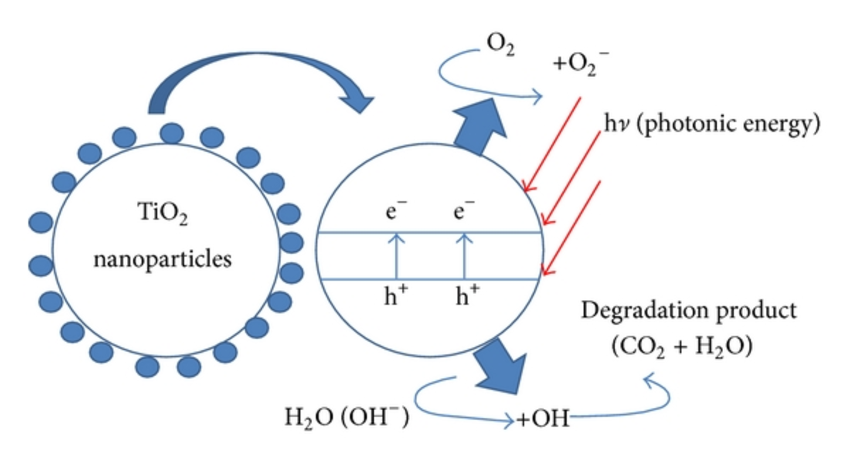 O₂
+O₂⁻
hν (photonic energy)
TiO₂
nanoparticles
e⁻ e⁻
h⁺ h⁺
Degradation product
(CO₂ + H₂O)
H₂O (OH⁻)
+OH